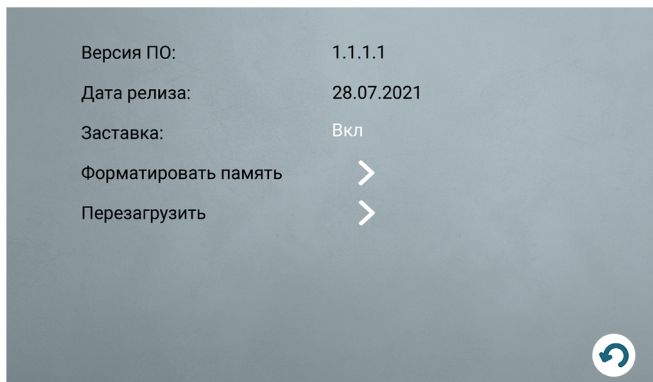 Версия ПО: 1.1.1.1
Дата релиза: 28.07.2021
Заставка: Вкл
Форматировать память
Перезагрузить